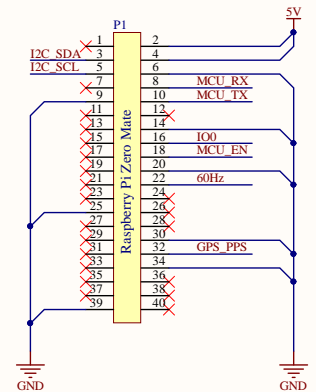 5V
P1
1 2
I2C_SDA 3 4
I2C_SCL 5 6
7 8 MCU_RX
9 10 MCU_TX
11 12
13 14
15 16 IO0
17 18 MCU_EN
19 20
21 22 60Hz
23 24
25 26
27 28
29 30
31 32 GPS_PPS
33 34
35 36
37 38
39 40
Raspberry Pi Zero Mate
GND GND